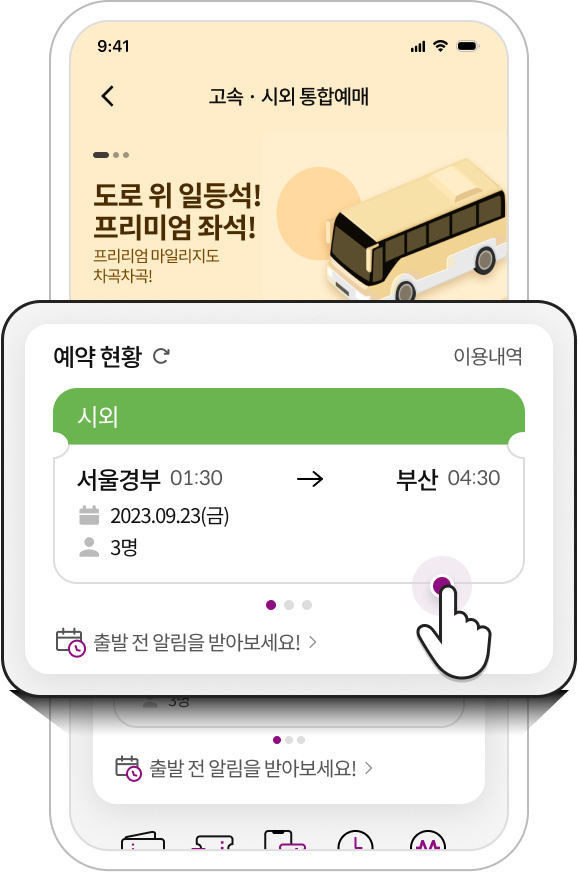 9:41
고속 · 시외 통합예매
도로 위 일등석!
프리미엄 좌석!
프리리엄 마일리지도
차곡차곡!
예약 현황
이용내역
시외
서울경부 01:30 → 부산 04:30
2023.09.23(금)
3명
출발 전 알림을 받아보세요! >
3명
출발 전 알림을 받아보세요! >